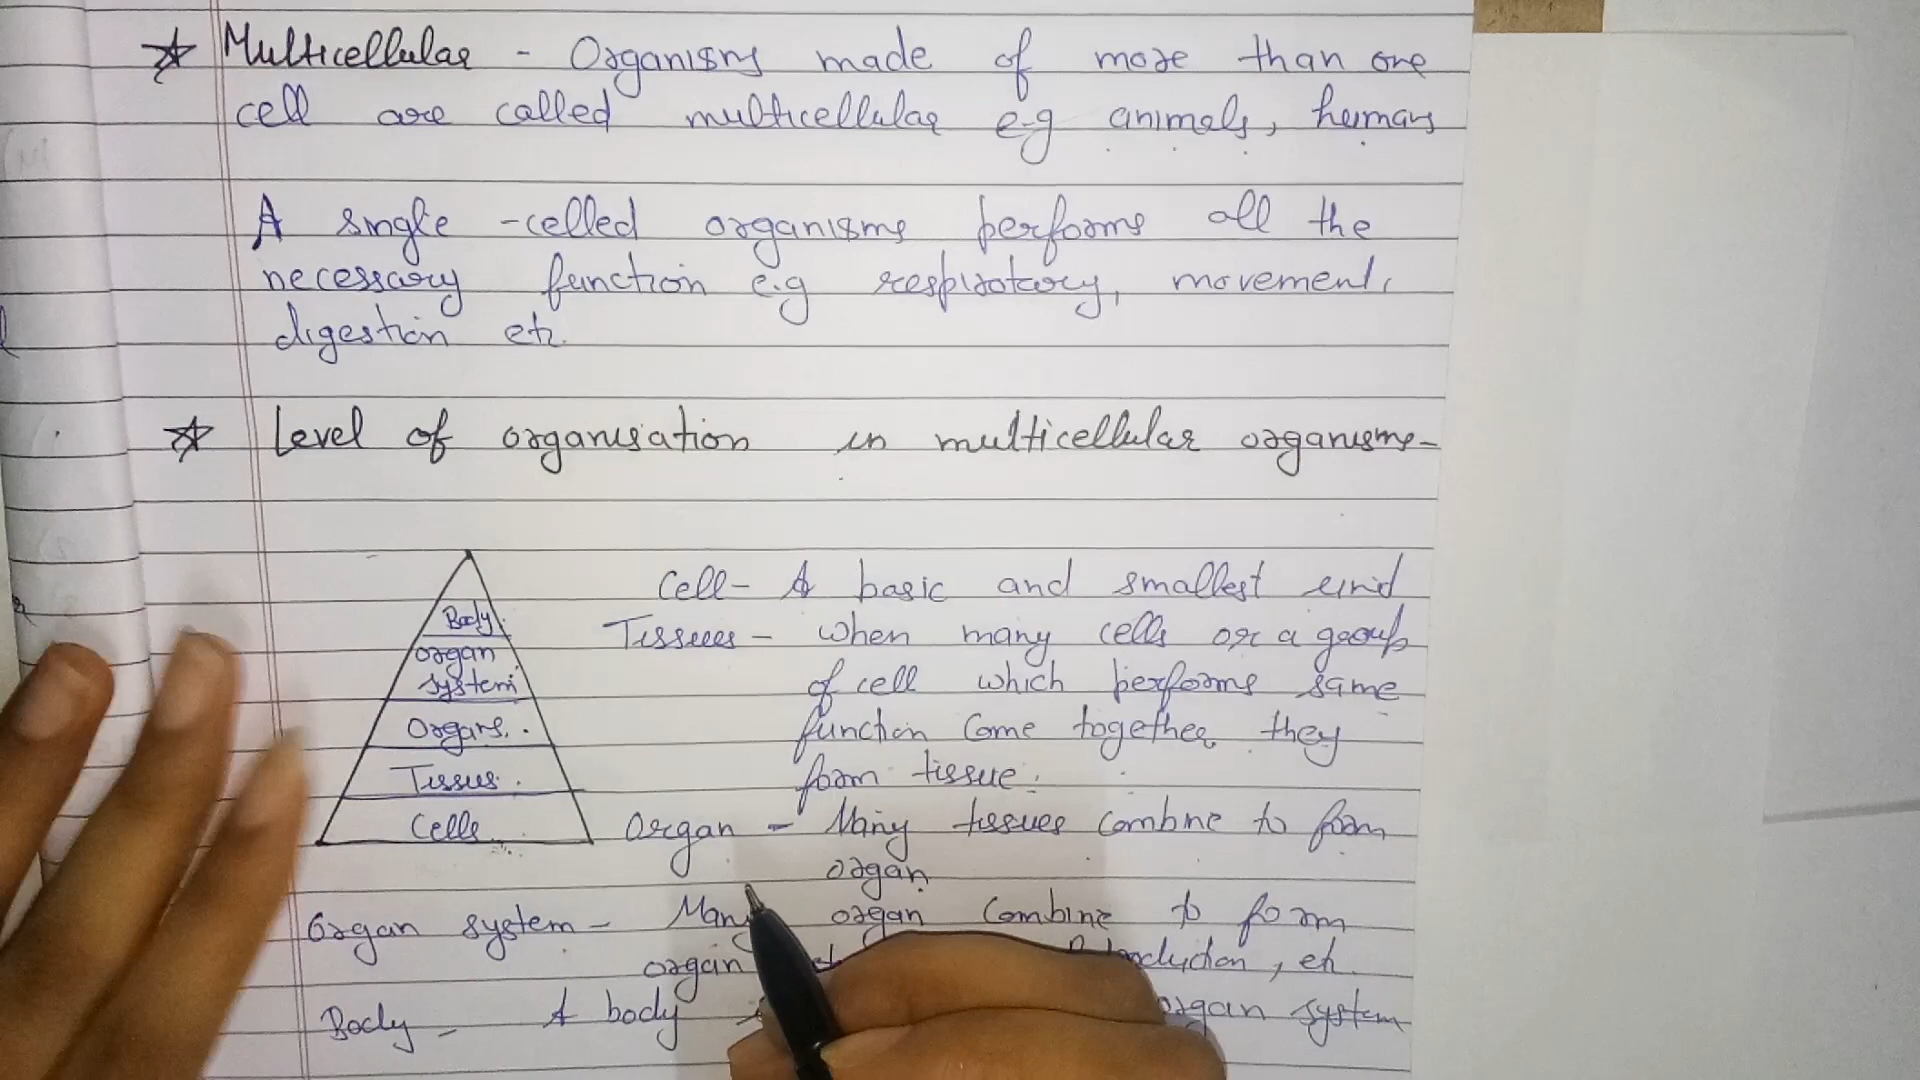 Multicellular - Organisms made of more than one
cell are called multicellular e.g animals, humans
A single -celled organisms performs all the
necessary function e.g respiratory, movement,
digestion etc.
Level of organisation in multicellular organisms-
Cell - A basic and smallest unit
Tissues - When many cells or a group
of cell which performs same
function come together they
form tissue.
Organ - Many tissues combine to form
organ
Organ system - Many organ combine to form
organ etc.
Body - A body organ system
Body
organ
system
Organs
Tissues
Cells